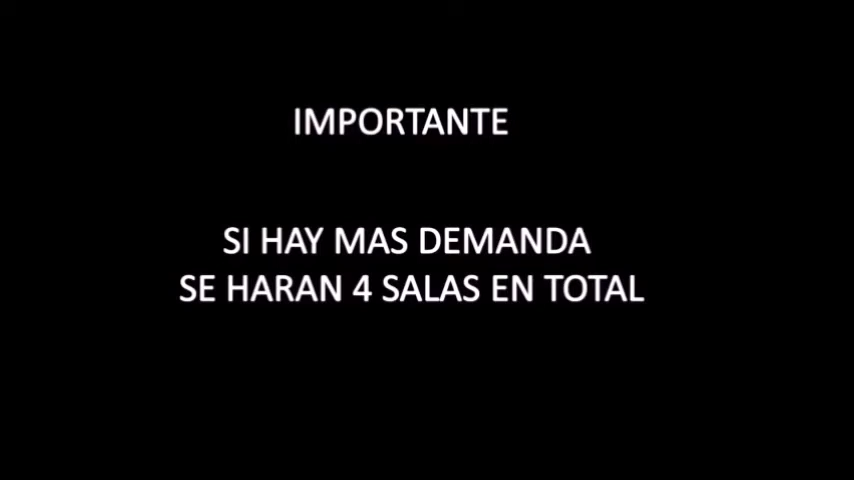 IMPORTANTE
SI HAY MAS DEMANDA
SE HARAN 4 SALAS EN TOTAL